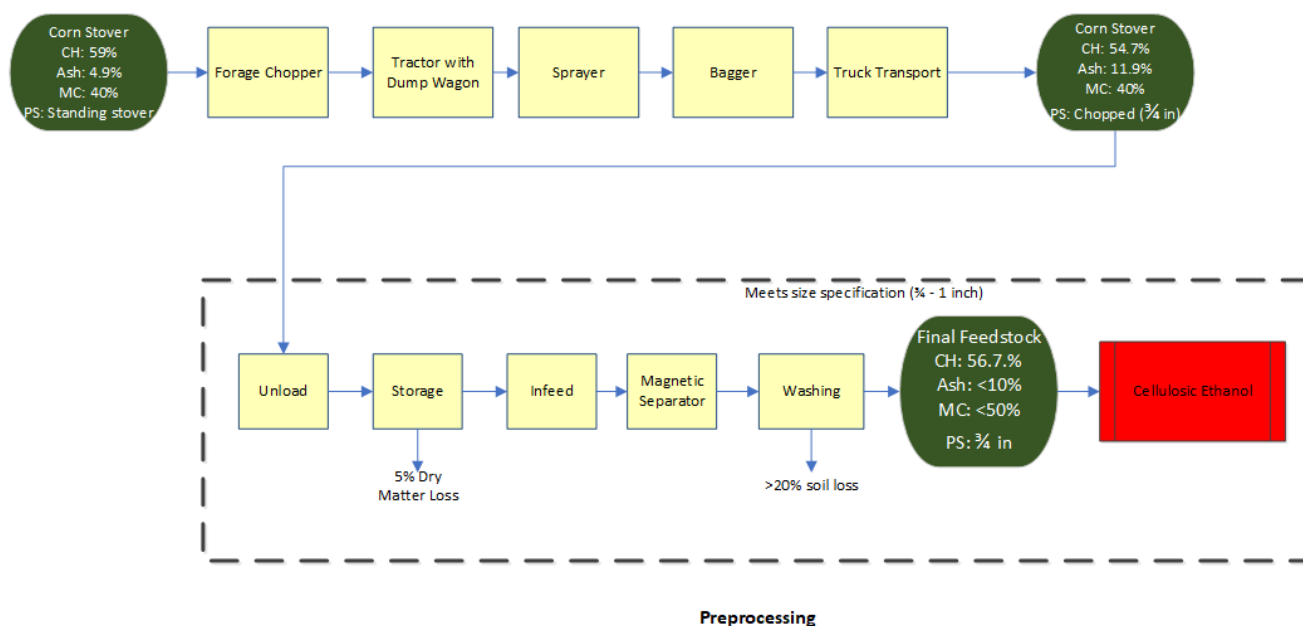 Corn Stover
CH: 59%
Ash: 4.9%
MC: 40%
PS: Standing stover
Forage Chopper
Tractor with
Dump Wagon
Sprayer
Bagger
Truck Transport
Corn Stover
CH: 54.7%
Ash: 11.9%
MC: 40%
PS: Chopped (¾ in)
Meets size specification (¾ - 1 inch)
Unload
Storage
Infeed
Magnetic
Separator
Washing
Final Feedstock
CH: 56.7.%
Ash: <10%
MC: <50%
PS: ¾ in
Cellulosic Ethanol
5% Dry
Matter Loss
>20% soil loss
Preprocessing